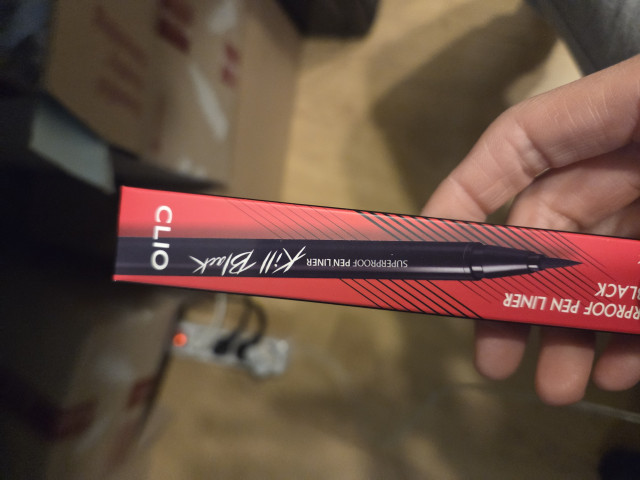 CLIO
Kill Black
SUPERPROOF PEN LINER
RPROOF PEN LINER
BLACK